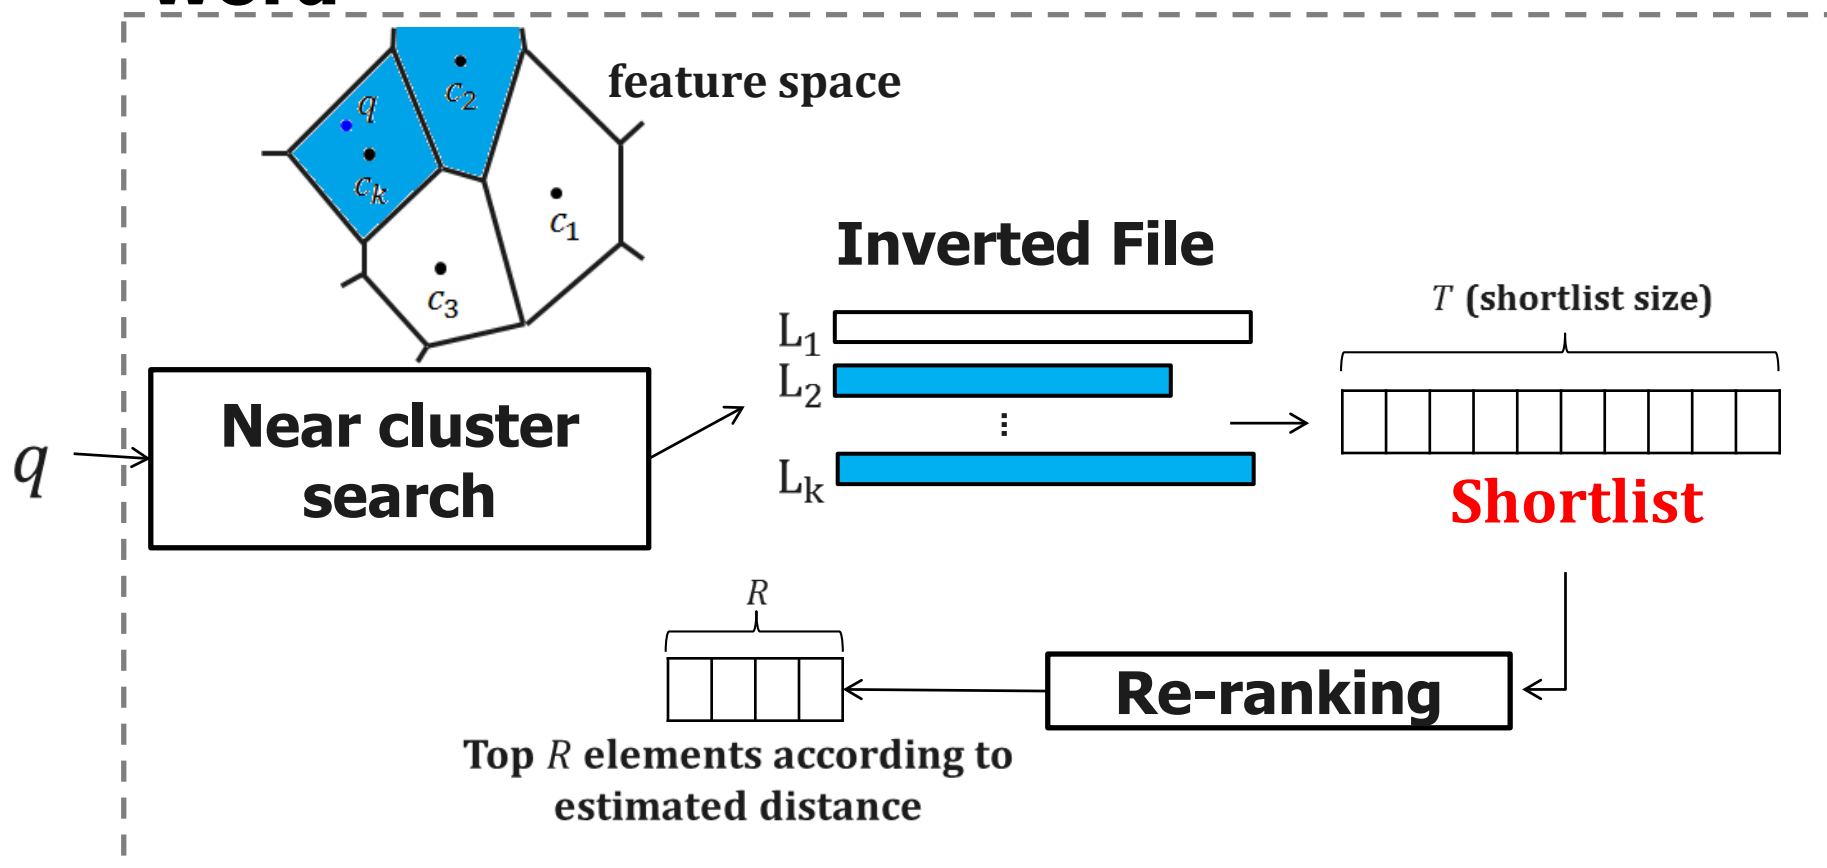 feature space
c₂
q
cₖ
c₁
c₃
Inverted File
L₁
L₂
⋮
Lₖ
T (shortlist size)
Shortlist
q
Near cluster
search
R
Re-ranking
Top R elements according to
estimated distance